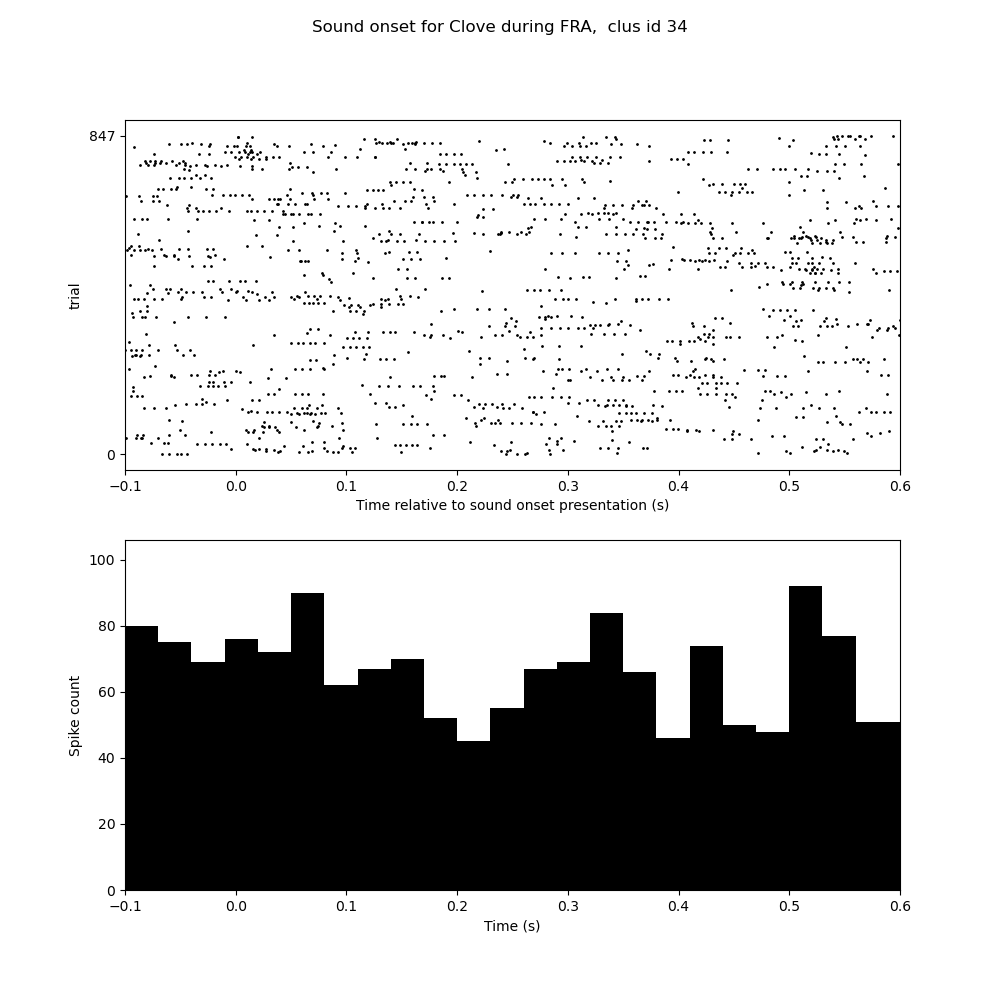 Sound onset for Clove during FRA,  clus id 34
847
trial
0
−0.1 0.0 0.1 0.2 0.3 0.4 0.5 0.6
Time relative to sound onset presentation (s)
100
80
60
Spike count
40
20
0
−0.1 0.0 0.1 0.2 0.3 0.4 0.5 0.6
Time (s)